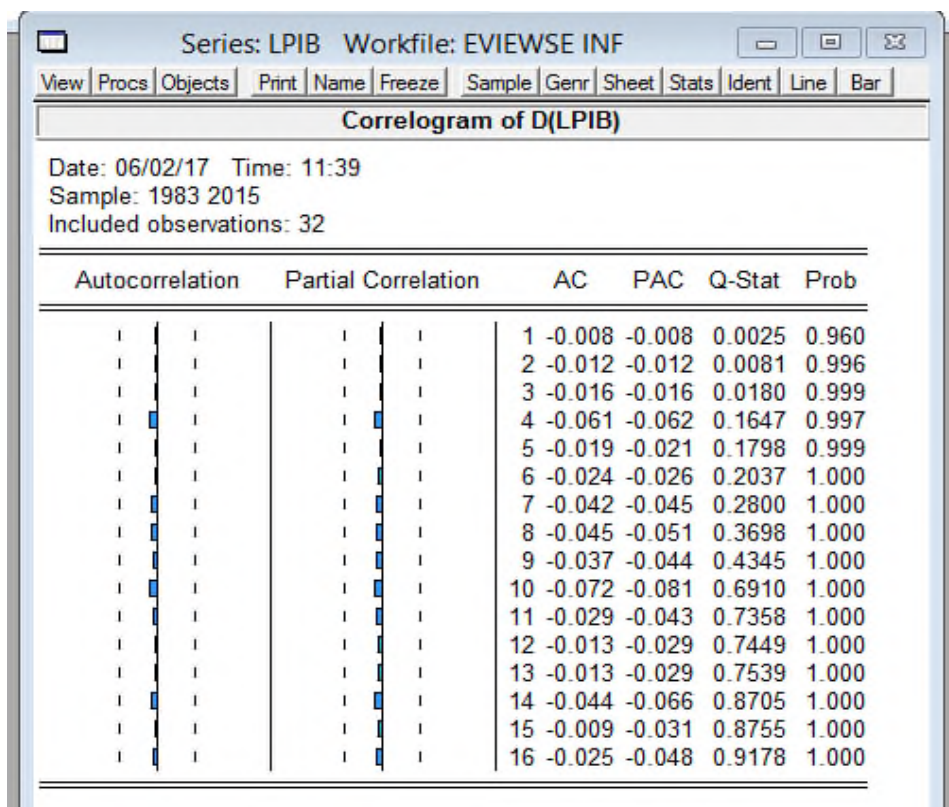 Series: LPIB Workfile: EVIEWSE INF
View Procs Objects Print Name Freeze Sample Genr Sheet Stats Ident Line Bar
Correlogram of D(LPIB)
Date: 06/02/17 Time: 11:39
Sample: 1983 2015
Included observations: 32
Autocorrelation Partial Correlation AC PAC Q-Stat Prob
1 -0.008 -0.008 0.0025 0.960
2 -0.012 -0.012 0.0081 0.996
3 -0.016 -0.016 0.0180 0.999
4 -0.061 -0.062 0.1647 0.997
5 -0.019 -0.021 0.1798 0.999
6 -0.024 -0.026 0.2037 1.000
7 -0.042 -0.045 0.2800 1.000
8 -0.045 -0.051 0.3698 1.000
9 -0.037 -0.044 0.4345 1.000
10 -0.072 -0.081 0.6910 1.000
11 -0.029 -0.043 0.7358 1.000
12 -0.013 -0.029 0.7449 1.000
13 -0.013 -0.029 0.7539 1.000
14 -0.044 -0.066 0.8705 1.000
15 -0.009 -0.031 0.8755 1.000
16 -0.025 -0.048 0.9178 1.000